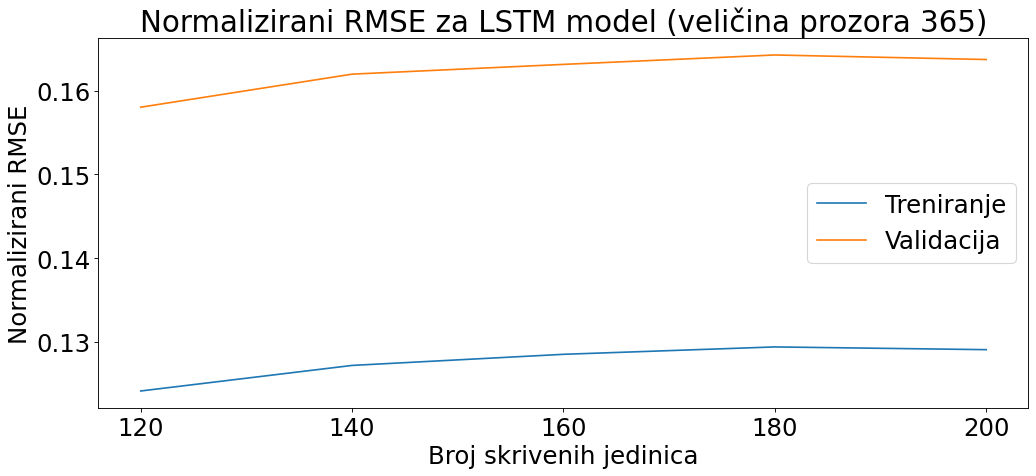 Normalizirani RMSE za LSTM model (veličina prozora 365)
Normalizirani RMSE
0.16
0.15
0.14
0.13
Treniranje
Validacija
120 140 160 180 200
Broj skrivenih jedinica